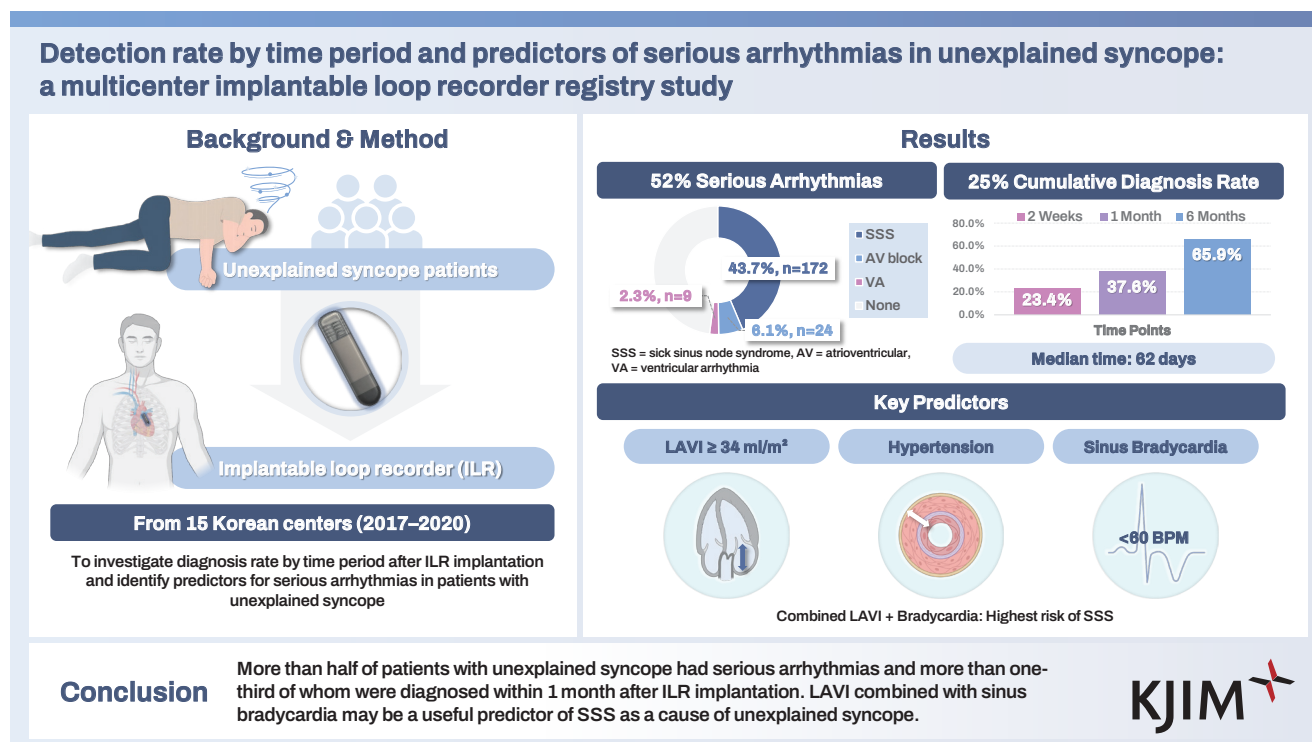 Detection rate by time period and predictors of serious arrhythmias in unexplained syncope:
a multicenter implantable loop recorder registry study
Background & Method
Unexplained syncope patients
Implantable loop recorder (ILR)
From 15 Korean centers (2017–2020)
To investigate diagnosis rate by time period after ILR implantation
and identify predictors for serious arrhythmias in patients with
unexplained syncope
Results
52% Serious Arrhythmias
43.7%, n=172
2.3%, n=9
6.1%, n=24
SSS
AV block
VA
None
SSS = sick sinus node syndrome, AV = atrioventricular,
VA = ventricular arrhythmia
25% Cumulative Diagnosis Rate
2 Weeks 1 Month 6 Months
80.0%
60.0%
40.0%
20.0%
0.0%
23.4%
37.6%
65.9%
Time Points
Median time: 62 days
Key Predictors
LAVI ≥ 34 ml/m²
Hypertension
Sinus Bradycardia
<60 BPM
Combined LAVI + Bradycardia: Highest risk of SSS
Conclusion
More than half of patients with unexplained syncope had serious arrhythmias and more than one-
third of whom were diagnosed within 1 month after ILR implantation. LAVI combined with sinus
bradycardia may be a useful predictor of SSS as a cause of unexplained syncope.
KJIM